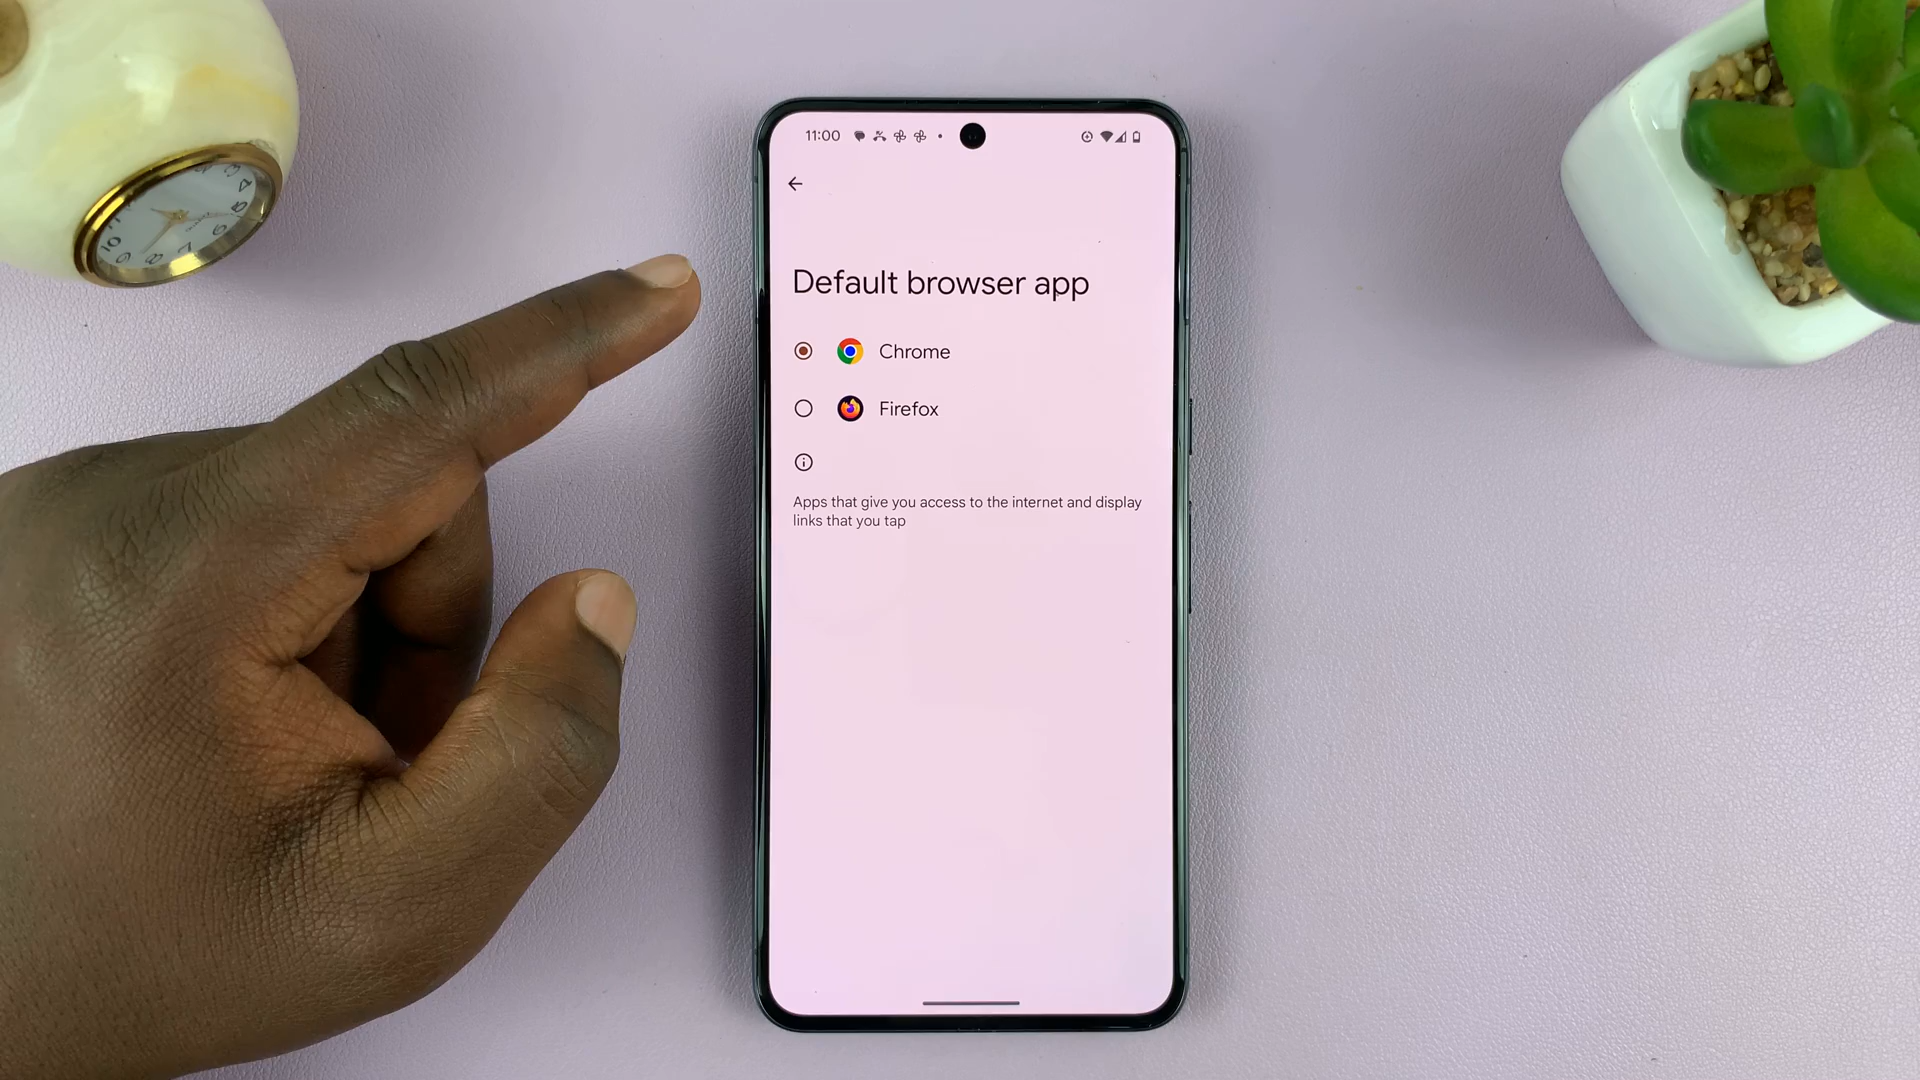 11:00
Default browser app
Chrome
Firefox
Apps that give you access to the internet and display
links that you tap